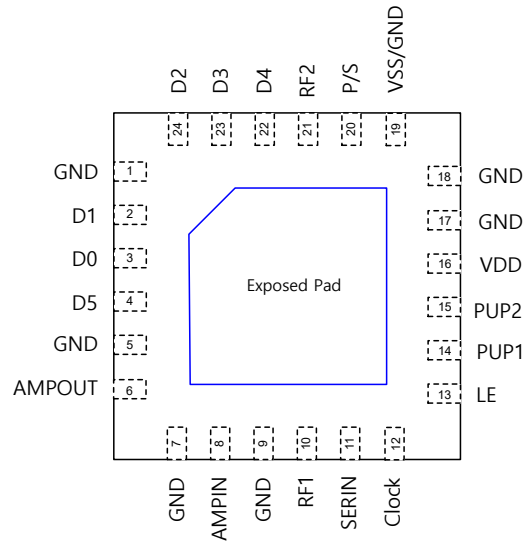 D2 D3 D4 RF2 P/S VSS/GND
24 23 22 21 20 19
GND 1 18 GND
D1 2 17 GND
D0 3 16 VDD
Exposed Pad
D5 4 15 PUP2
GND 5 14 PUP1
AMPOUT 6 13 LE
7 8 9 10 11 12
GND AMPIN GND RF1 SERIN Clock